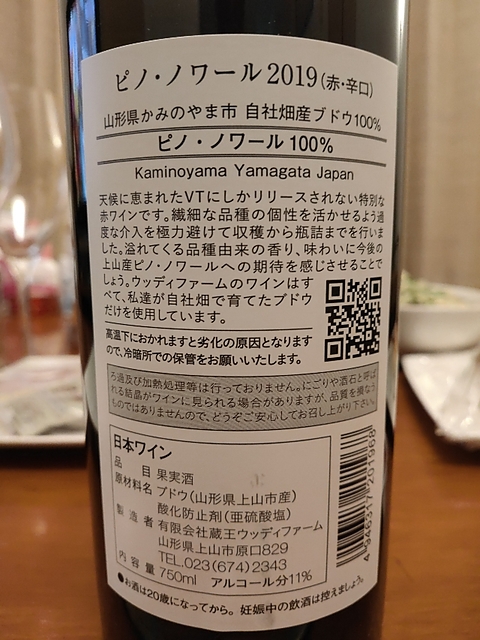 ピノ・ノワール2019(赤・辛口)
山形県かみのやま市 自社畑産ブドウ100%
ピノ・ノワール 100%
Kaminoyama Yamagata Japan
天候に恵まれたVTにしかリリースされない特別な
赤ワインです。繊細な品種の個性を活かせるよう過
度な介入を極力避けて収穫から瓶詰までを行いま
した。溢れてくる品種由来の香り、味わいに今後の
上山産ピノ・ノワールへの期待を感じさせることで
しょう。ウッディファームのワインはす
べて、私達が自社畑で育てたブドウ
だけを使用しています。
高温下におかれますと劣化の原因となります
ので、冷暗所での保管をお願いいたします。
ろ過及び加熱処理等は行っておりません。にごりや酒石と呼ば
れる結晶がワインに見られる場合がありますが、品質を損なう
ものではありませんので、どうぞご安心してお召し上がり下さい。
日本ワイン
品目 果実酒
原材料名 ブドウ(山形県上山市産)
酸化防止剤(亜硫酸塩)
製造者 有限会社蔵王ウッディファーム
山形県上山市原口829
TEL.023(674)2343
内容量 750ml アルコール分11%
●お酒は20歳になってから。妊娠中の飲酒は控えましょう。